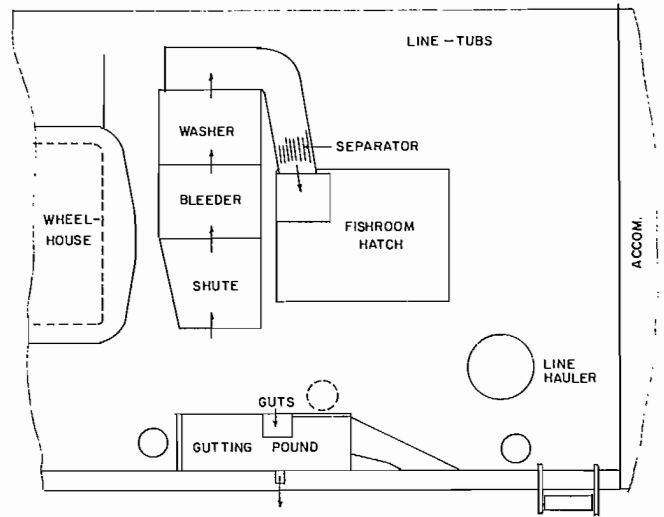 LINE-TUBS
WASHER
SEPARATOR
BLEEDER
WHEEL-
HOUSE
FISHROOM
HATCH
ACCOM.
SHUTE
LINE
HAULER
GUTS
GUTTING POUND